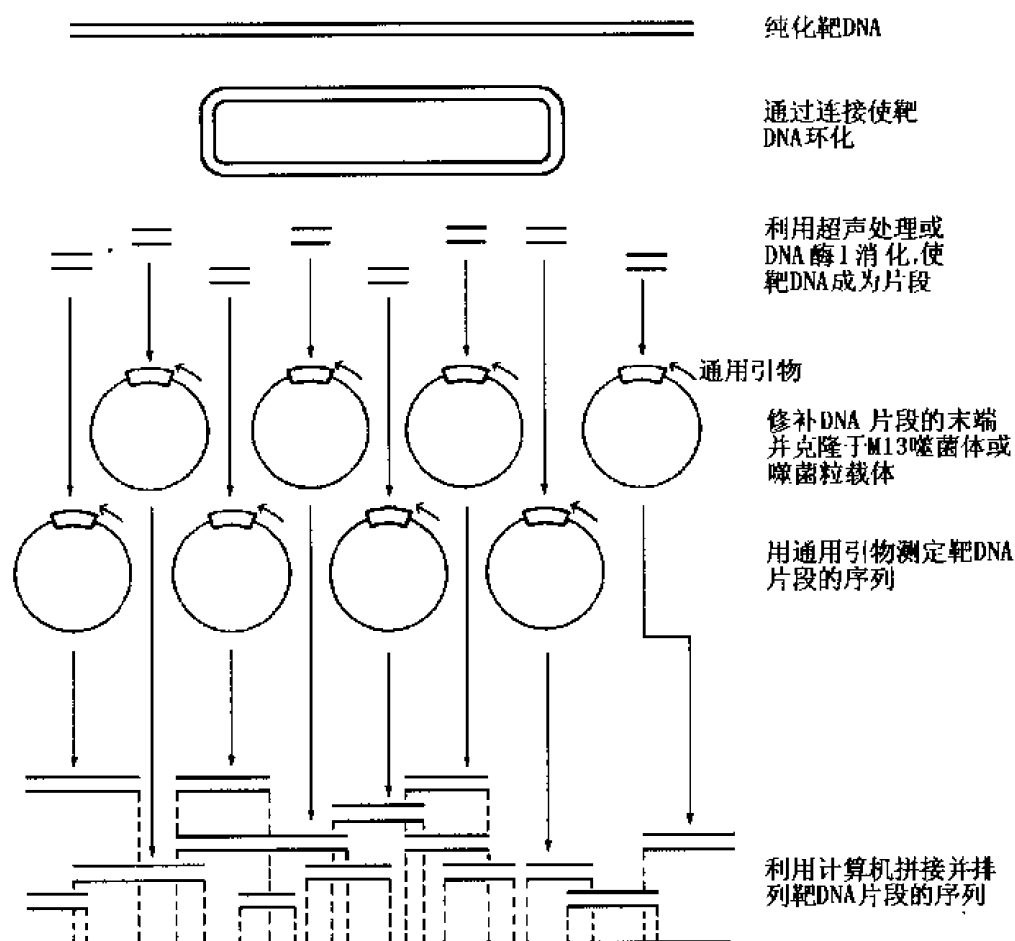 纯化靶DNA
通过连接使靶
DNA环化
利用超声处理或
DNA酶1消化,使
靶DNA成为片段
通用引物
修补DNA 片段的末端
并克隆于M13噬菌体或
噬菌粒载体
用通用引物测定靶DNA
片段的序列
利用计算机拼接并排
列靶DNA片段的序列